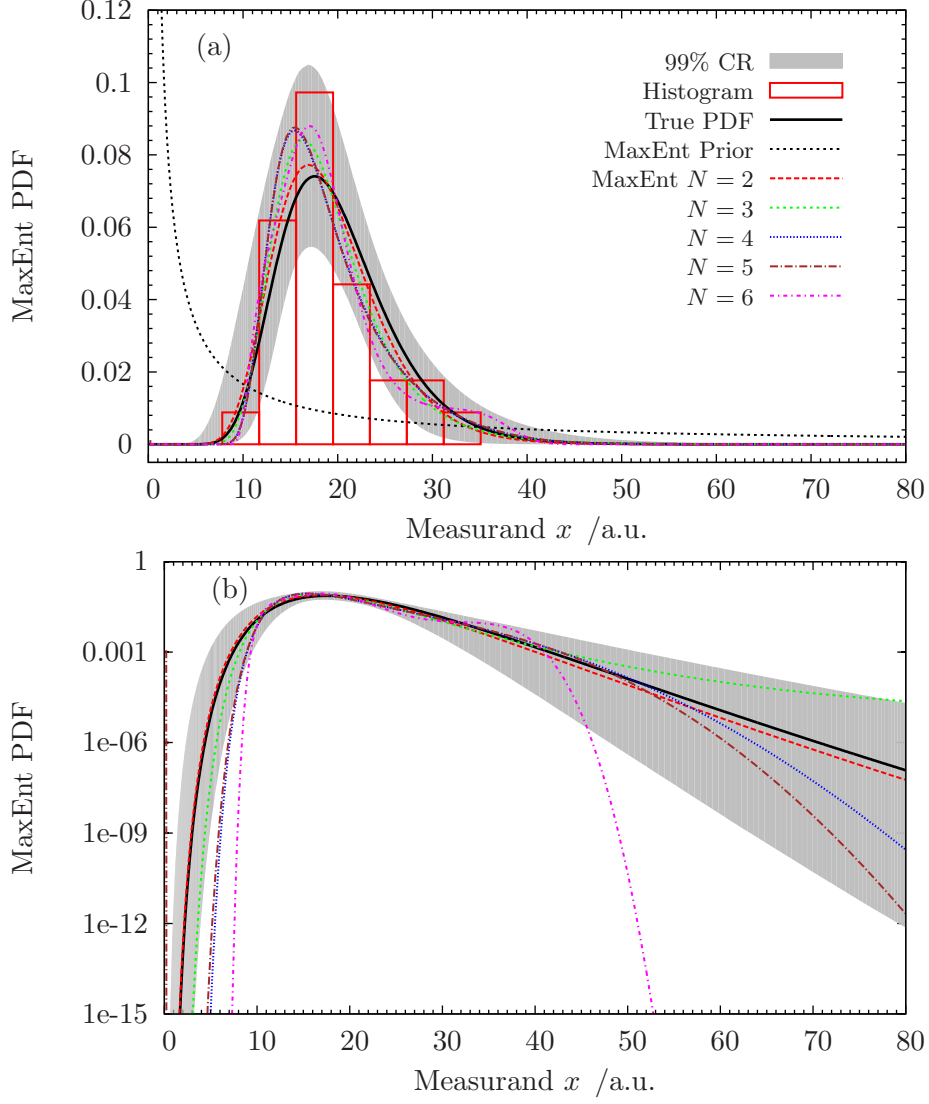 (a)
99% CR
Histogram
True PDF
MaxEnt Prior
MaxEnt N = 2
N = 3
N = 4
N = 5
N = 6
MaxEnt PDF
0.12
0.1
0.08
0.06
0.04
0.02
0
0 10 20 30 40 50 60 70 80
Measurand x /a.u.
(b)
MaxEnt PDF
1
0.001
1e-06
1e-09
1e-12
1e-15
0 10 20 30 40 50 60 70 80
Measurand x /a.u.